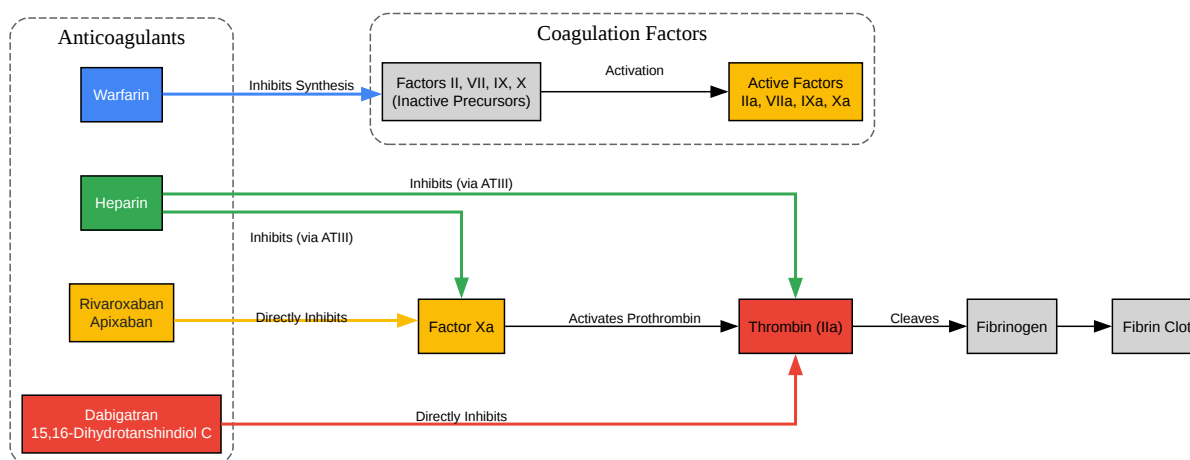 Anticoagulants
Coagulation Factors
Warfarin
Inhibits Synthesis
Factors II, VII, IX, X
(Inactive Precursors)
Activation
Active Factors
IIa, VIIa, IXa, Xa
Heparin
Inhibits (via ATIII)
Inhibits (via ATIII)
Rivaroxaban
Apixaban
Directly Inhibits
Factor Xa
Activates Prothrombin
Thrombin (IIa)
Cleaves
Fibrinogen
Fibrin Clot
Dabigatran
15,16-Dihydrotanshindiol C
Directly Inhibits